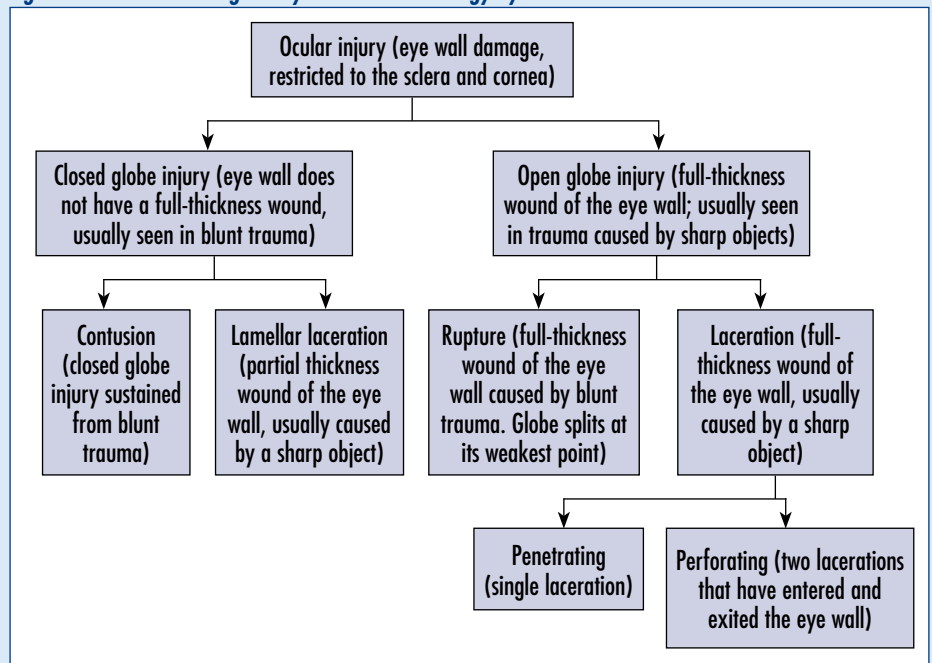 Ocular injury (eye wall damage,
restricted to the sclera and cornea)
Closed globe injury (eye wall does
not have a full-thickness wound,
usually seen in blunt trauma)
Open globe injury (full-thickness
wound of the eye wall; usually seen
in trauma caused by sharp objects)
Contusion
(closed globe
injury sustained
from blunt
trauma)
Lamellar laceration
(partial thickness
wound of the eye
wall, usually caused
by a sharp object)
Rupture (full-thickness
wound of the eye
wall caused by blunt
trauma. Globe splits at
its weakest point)
Laceration (full-
thickness wound of
the eye wall, usually
caused by a sharp
object)
Penetrating
(single laceration)
Perforating (two lacerations
that have entered and
exited the eye wall)